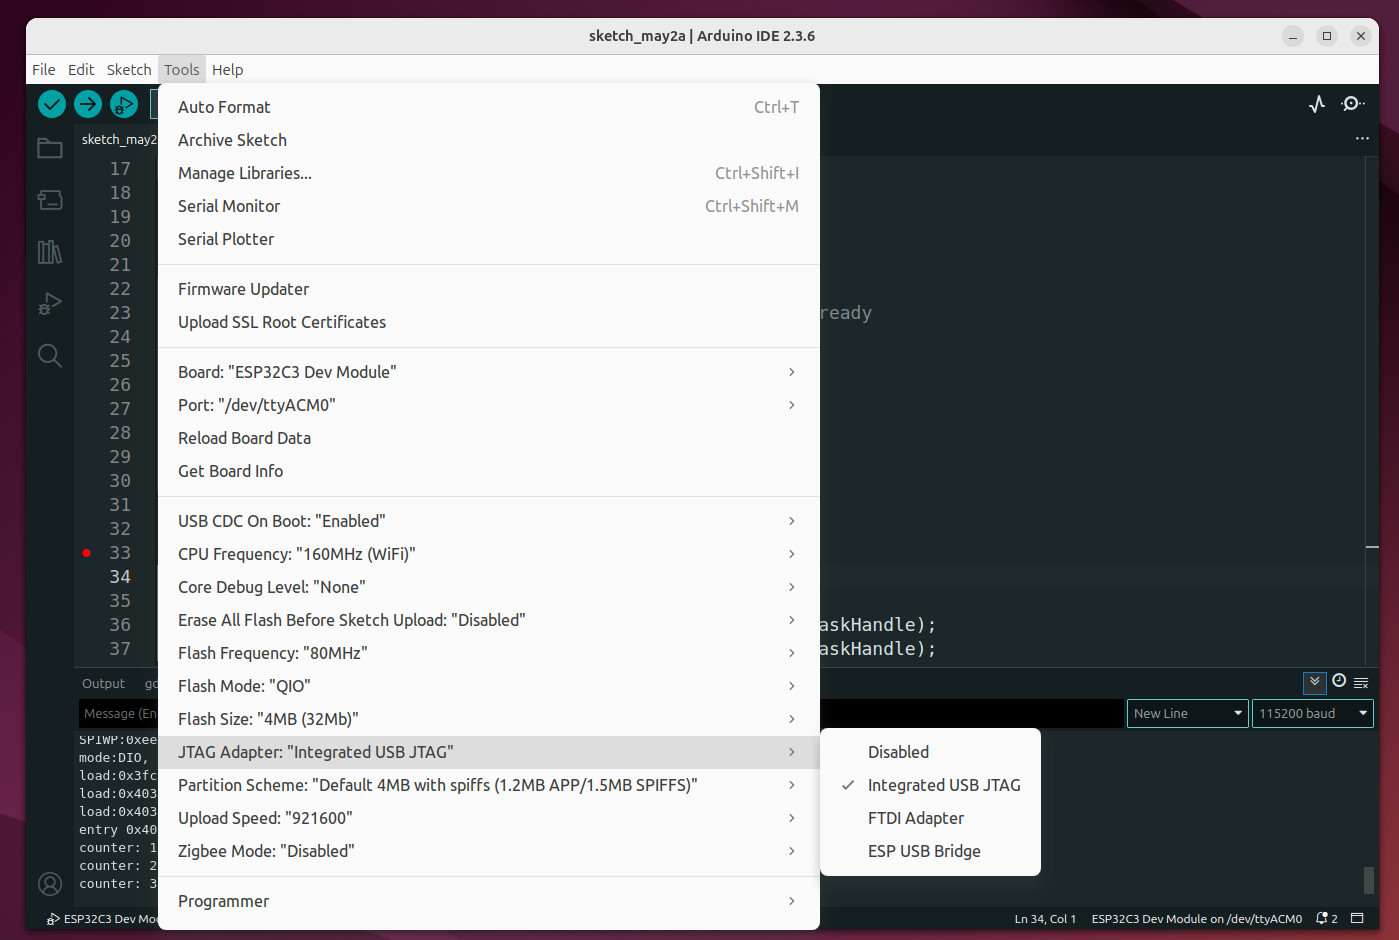 sketch_may2a | Arduino IDE 2.3.6
File Edit Sketch Tools Help
Auto Format Ctrl+T
Archive Sketch
Manage Libraries... Ctrl+Shift+I
Serial Monitor Ctrl+Shift+M
Serial Plotter
Firmware Updater
Upload SSL Root Certificates
Board: "ESP32C3 Dev Module"
Port: "/dev/ttyACM0"
Reload Board Data
Get Board Info
USB CDC On Boot: "Enabled"
CPU Frequency: "160MHz (WiFi)"
Core Debug Level: "None"
Erase All Flash Before Sketch Upload: "Disabled"
Flash Frequency: "80MHz"
Flash Mode: "QIO"
Flash Size: "4MB (32Mb)"
JTAG Adapter: "Integrated USB JTAG"
Partition Scheme: "Default 4MB with spiffs (1.2MB APP/1.5MB SPIFFS)"
Upload Speed: "921600"
Zigbee Mode: "Disabled"
Programmer
Disabled
Integrated USB JTAG
FTDI Adapter
ESP USB Bridge
sketch_may2
17
18
19
20
21
22
23 ready
24
25
26
27
28
29
30
31
32
33
34
35
36 askHandle);
37 askHandle);
Output gd
Message (En
New Line 115200 baud
SPIWP:0xee
mode:DIO,
load:0x3fc
load:0x403
load:0x403
entry 0x40
counter: 1
counter: 2
counter: 3
ESP32C3 Dev Mo
Ln 34, Col 1 ESP32C3 Dev Module on /dev/ttyACM0 2